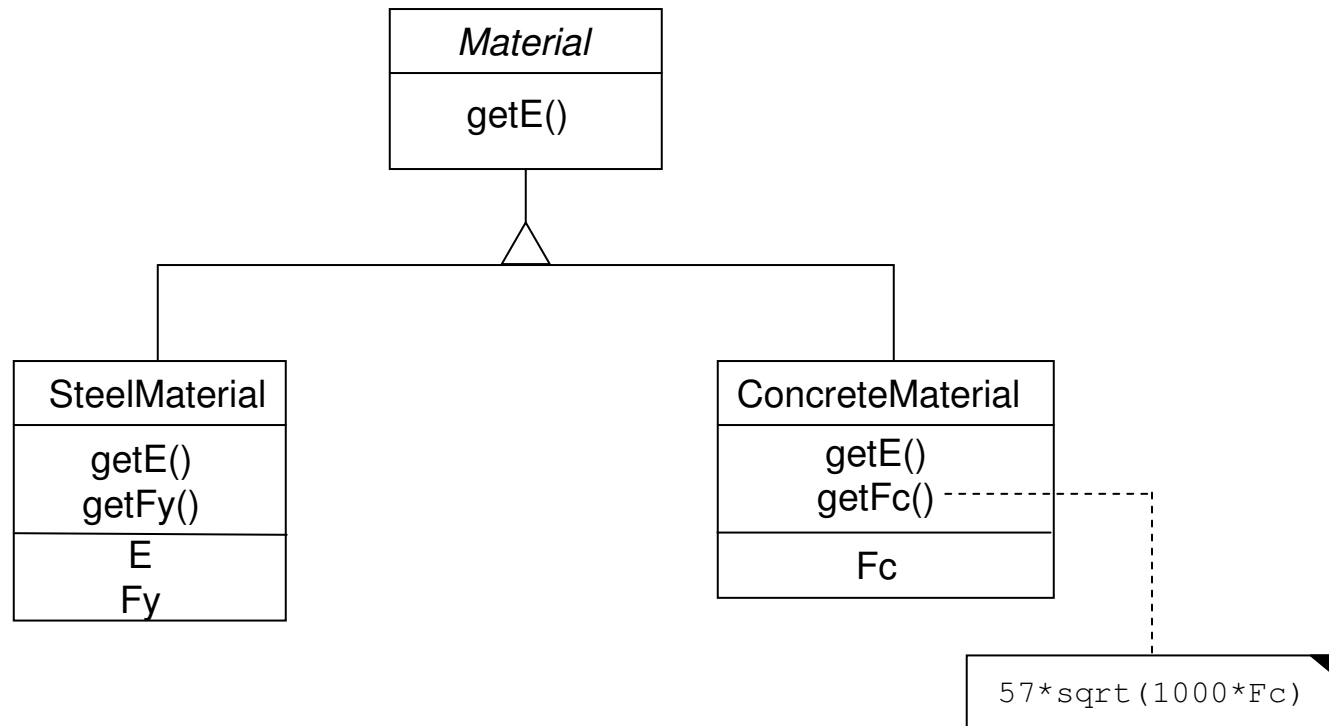 Material
getE()
SteelMaterial
getE()
getFy()
E
Fy
ConcreteMaterial
getE()
getFc()
Fc
57*sqrt(1000*Fc)